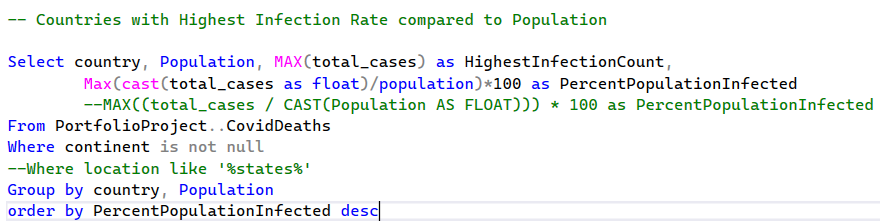 -- Countries with Highest Infection Rate compared to Population
Select country, Population, MAX(total_cases) as HighestInfectionCount,
Max(cast(total_cases as float)/population)*100 as PercentPopulationInfected
--MAX((total_cases / CAST(Population AS FLOAT))) * 100 as PercentPopulationInfected
From PortfolioProject..CovidDeaths
Where continent is not null
--Where location like '%states%'
Group by country, Population
order by PercentPopulationInfected desc